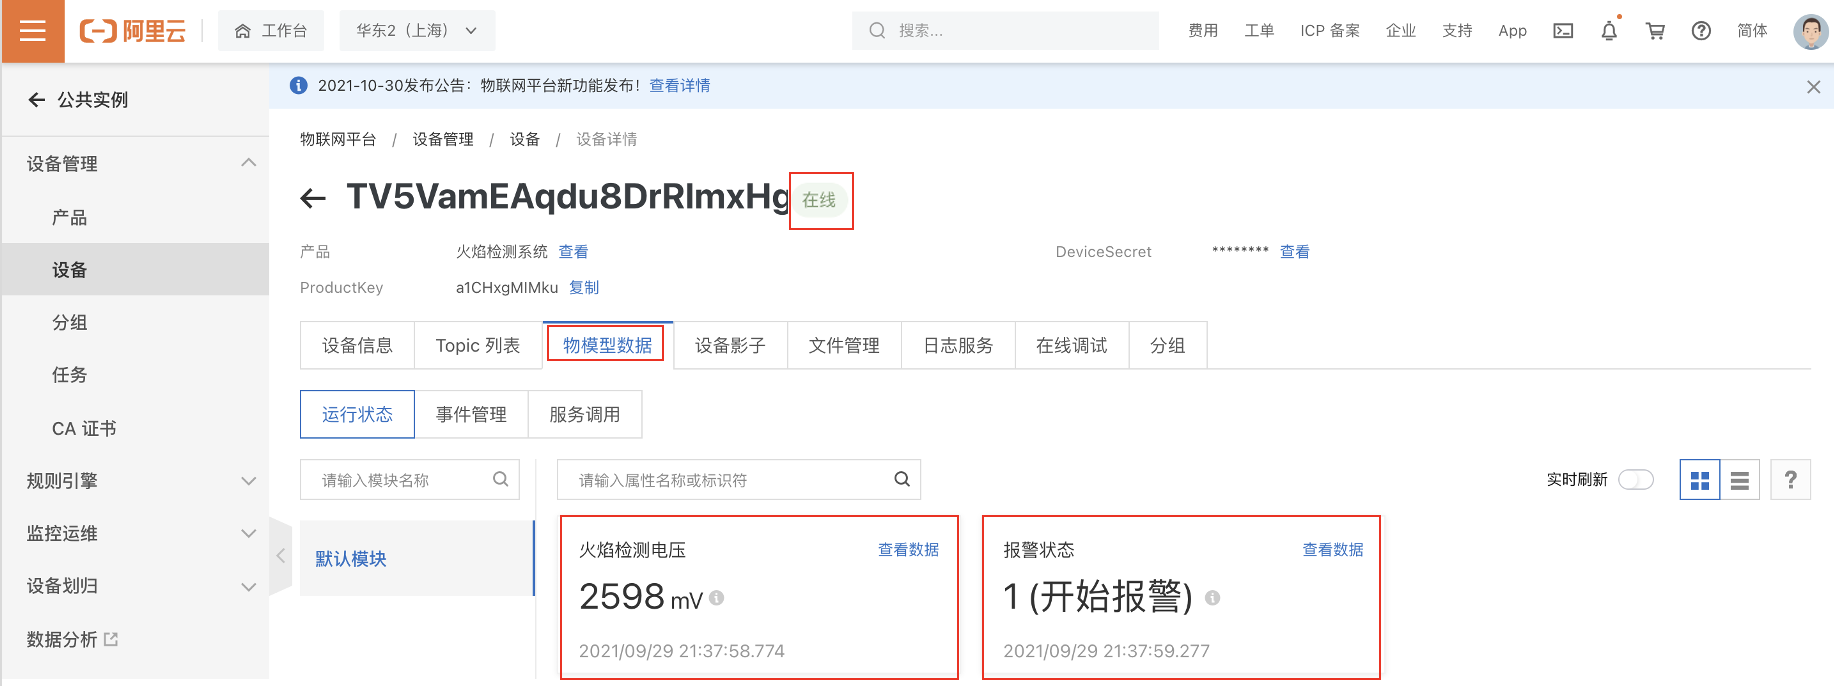 阿里云 工作台 华东2（上海） 搜索... 费用 工单 ICP 备案 企业 支持 App 简体
公共实例
设备管理
产品
设备
分组
任务
CA 证书
规则引擎
监控运维
设备划归
数据分析
2021-10-30发布公告：物联网平台新功能发布！ 查看详情
物联网平台 / 设备管理 / 设备 / 设备详情
TV5VamEAqdu8DrRImxHg 在线
产品 火焰检测系统 查看 DeviceSecret ******** 查看
ProductKey a1CHxgMIMku 复制
设备信息 Topic 列表 物模型数据 设备影子 文件管理 日志服务 在线调试 分组
运行状态 事件管理 服务调用
请输入模块名称 请输入属性名称或标识符 实时刷新 ?
默认模块
火焰检测电压 查看数据
2598 mV
2021/09/29 21:37:58.774
报警状态 查看数据
1 (开始报警)
2021/09/29 21:37:59.277